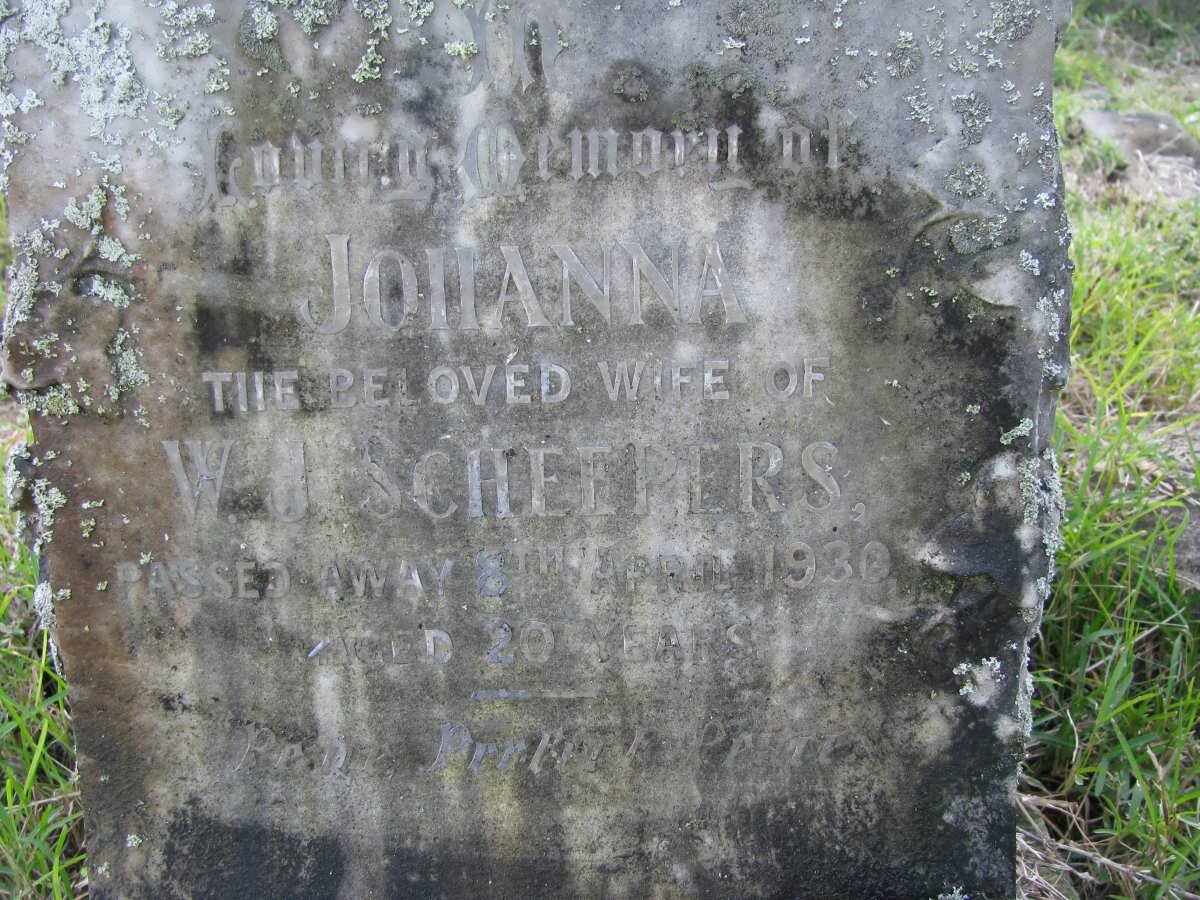 In
Loving Memory of
JOHANNA
THE BELOVED WIFE OF
W. J. SCHEEPERS,
PASSED AWAY 8TH APRIL 1930,
AGED 20 YEARS
Peace, Perfect Peace